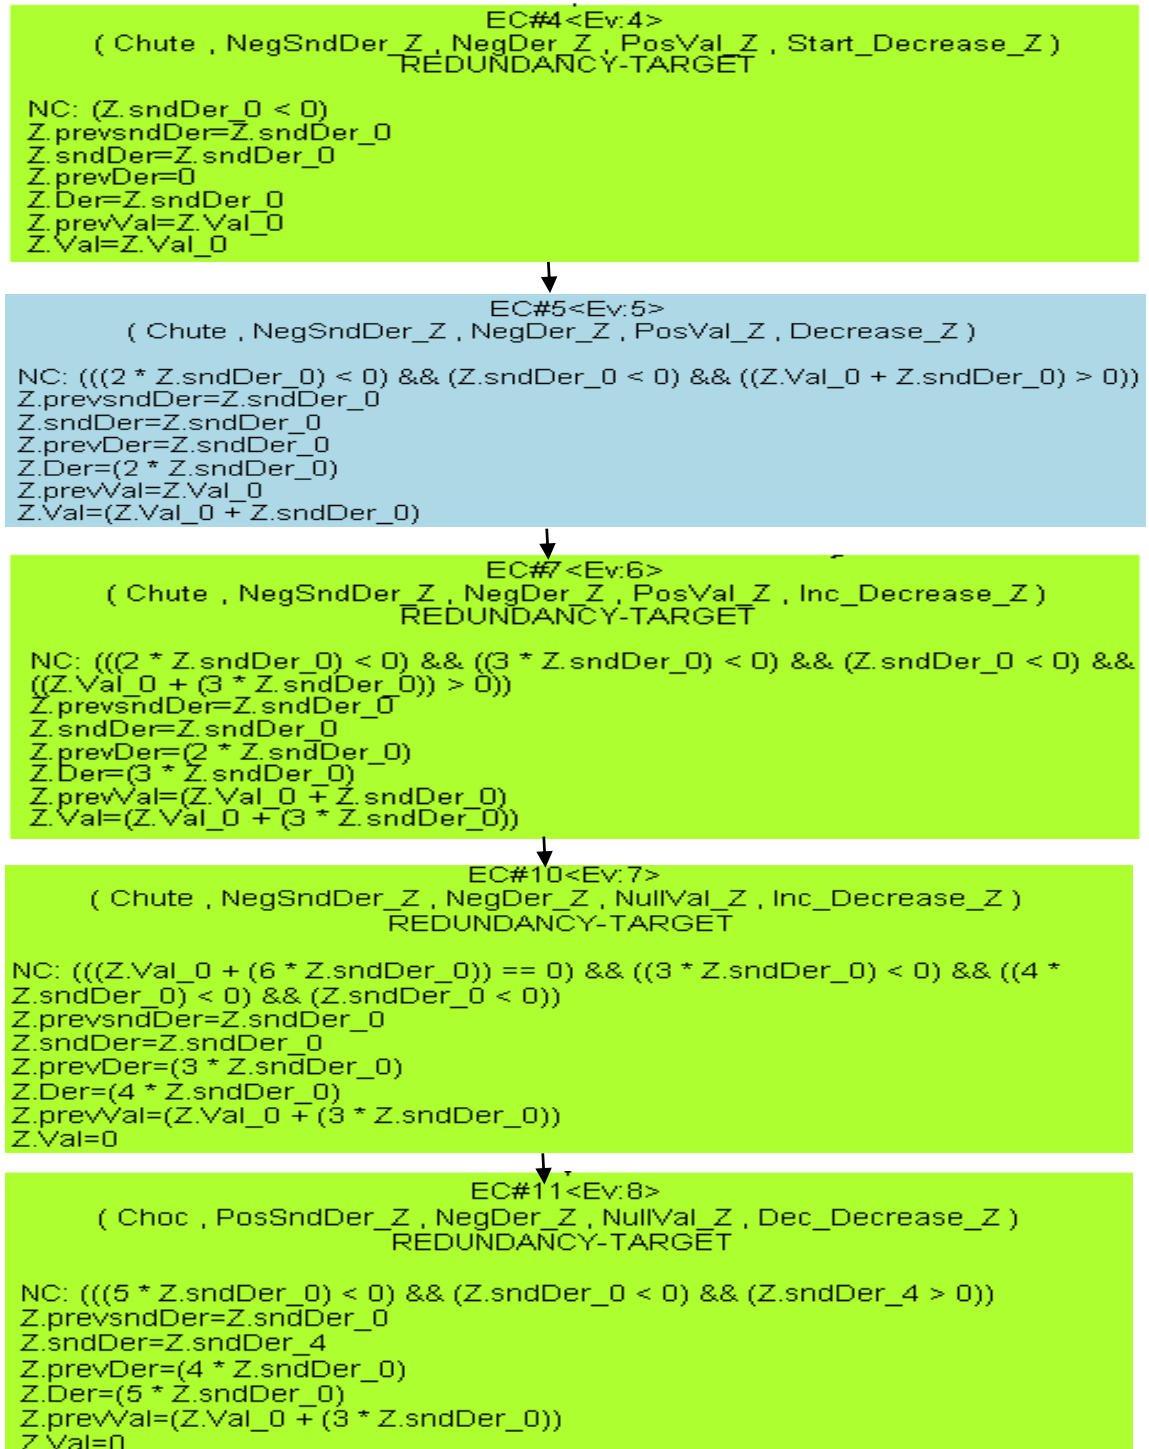 EC#4<Ev:4>
( Chute , NegSndDer_Z , NegDer_Z , PosVal_Z , Start_Decrease_Z )
REDUNDANCY-TARGET
NC: (Z.sndDer_0 < 0)
Z.prevsndDer=Z.sndDer_0
Z.sndDer=Z.sndDer_0
Z.prevDer=0
Z.Der=Z.sndDer_0
Z.prevVal=Z.Val_0
Z.Val=Z.Val_0
EC#5<Ev:5>
( Chute , NegSndDer_Z , NegDer_Z , PosVal_Z , Decrease_Z )
NC: (((2 * Z.sndDer_0) < 0) && (Z.sndDer_0 < 0) && ((Z.Val_0 + Z.sndDer_0) > 0))
Z.prevsndDer=Z.sndDer_0
Z.sndDer=Z.sndDer_0
Z.prevDer=Z.sndDer_0
Z.Der=(2 * Z.sndDer_0)
Z.prevVal=Z.Val_0
Z.Val=(Z.Val_0 + Z.sndDer_0)
EC#7<Ev:6>
( Chute , NegSndDer_Z , NegDer_Z , PosVal_Z , Inc_Decrease_Z )
REDUNDANCY-TARGET
NC: (((2 * Z.sndDer_0) < 0) && ((3 * Z.sndDer_0) < 0) && (Z.sndDer_0 < 0) &&
((Z.Val_0 + (3 * Z.sndDer_0)) > 0))
Z.prevsndDer=Z.sndDer_0
Z.sndDer=Z.sndDer_0
Z.prevDer=(2 * Z.sndDer_0)
Z.Der=(3 * Z.sndDer_0)
Z.prevVal=(Z.Val_0 + Z.sndDer_0)
Z.Val=(Z.Val_0 + (3 * Z.sndDer_0))
EC#10<Ev:7>
( Chute , NegSndDer_Z , NegDer_Z , NullVal_Z , Inc_Decrease_Z )
REDUNDANCY-TARGET
NC: (((Z.Val_0 + (6 * Z.sndDer_0)) == 0) && ((3 * Z.sndDer_0) < 0) && ((4 *
Z.sndDer_0) < 0) && (Z.sndDer_0 < 0))
Z.prevsndDer=Z.sndDer_0
Z.sndDer=Z.sndDer_0
Z.prevDer=(3 * Z.sndDer_0)
Z.Der=(4 * Z.sndDer_0)
Z.prevVal=(Z.Val_0 + (3 * Z.sndDer_0))
Z.Val=0
EC#11<Ev:8>
( Choc , PosSndDer_Z , NegDer_Z , NullVal_Z , Dec_Decrease_Z )
REDUNDANCY-TARGET
NC: (((5 * Z.sndDer_0) < 0) && (Z.sndDer_0 < 0) && (Z.sndDer_4 > 0))
Z.prevsndDer=Z.sndDer_0
Z.sndDer=Z.sndDer_4
Z.prevDer=(4 * Z.sndDer_0)
Z.Der=(5 * Z.sndDer_0)
Z.prevVal=(Z.Val_0 + (3 * Z.sndDer_0))
Z.Val=0